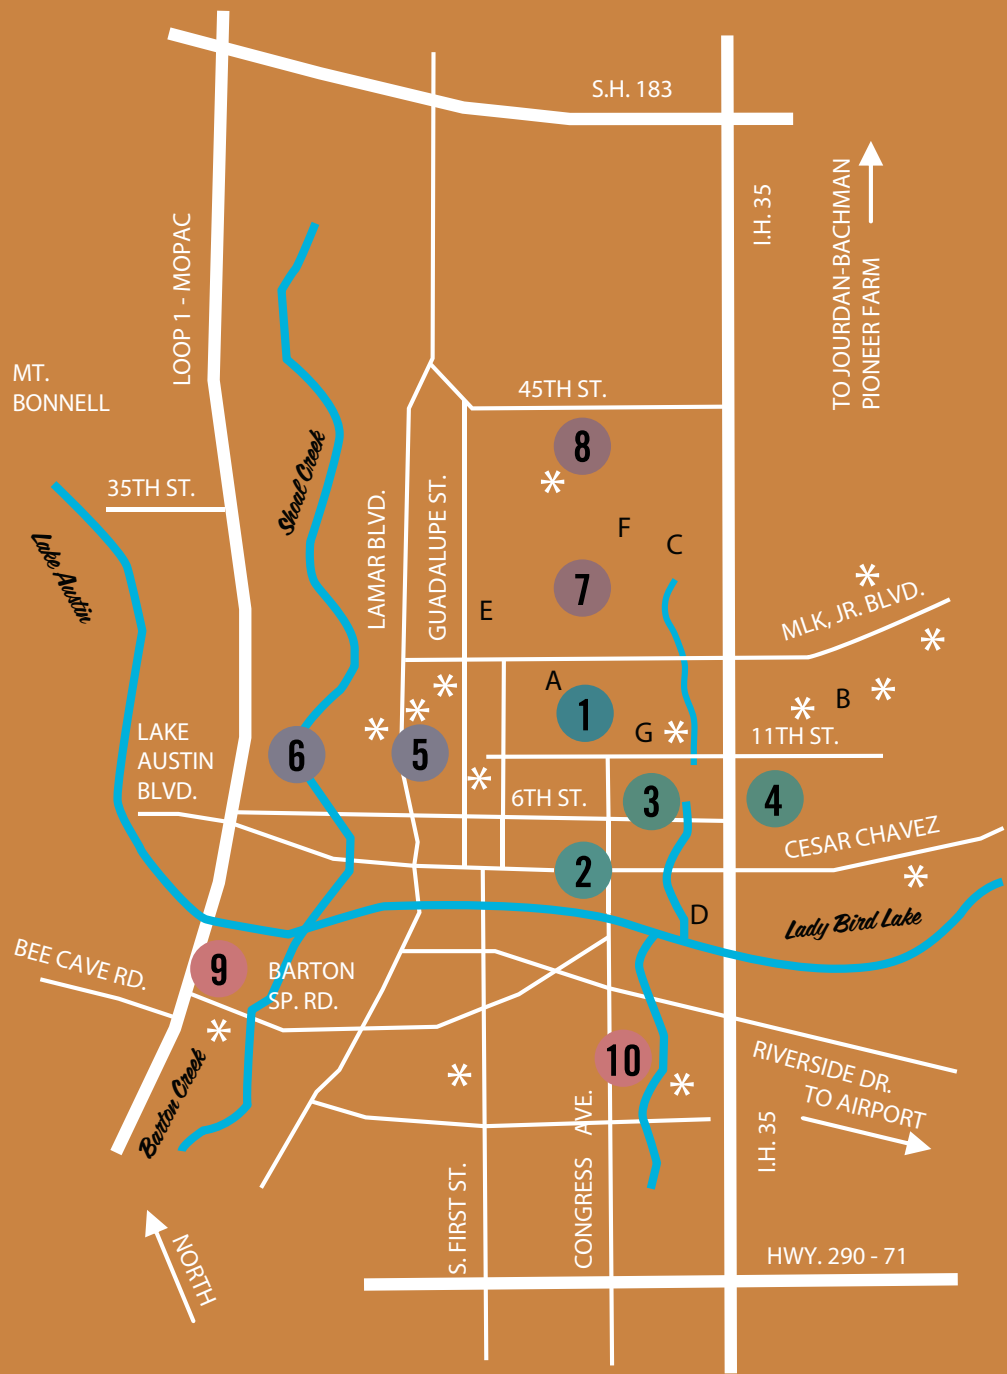 S.H. 183
I.H. 35
TO JOURDAN-BACHMAN
PIONEER FARM
LOOP 1 - MOPAC
MT.
BONNELL
45TH ST.
8
*
Shoal Creek
35TH ST.
LAMAR BLVD.
GUADALUPE ST.
F
C
Lake Austin
7
E
*
MLK, JR. BLVD.
*
A
*
*
B
*
1
*
*
G
*
*
11TH ST.
LAKE
AUSTIN
BLVD.
6
5
*
6TH ST.
3
4
CESAR CHAVEZ
2
*
D
Lady Bird Lake
BEE CAVE RD.
9
BARTON
SP. RD.
*
Barton Creek
*
10
*
RIVERSIDE DR.
TO AIRPORT
CONGRESS AVE.
I.H. 35
S. FIRST ST.
NORTH
HWY. 290 - 71